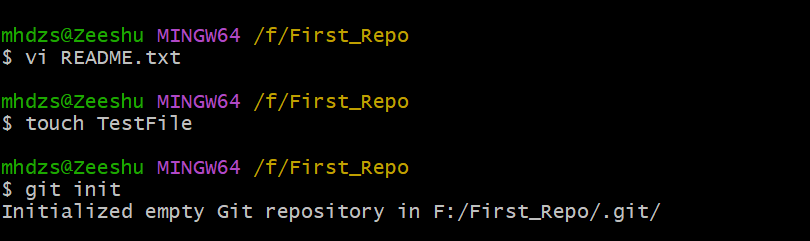 mhdzs@Zeeshu MINGW64 /f/First_Repo
$ vi README.txt
mhdzs@Zeeshu MINGW64 /f/First_Repo
$ touch TestFile
mhdzs@Zeeshu MINGW64 /f/First_Repo
$ git init
Initialized empty Git repository in F:/First_Repo/.git/